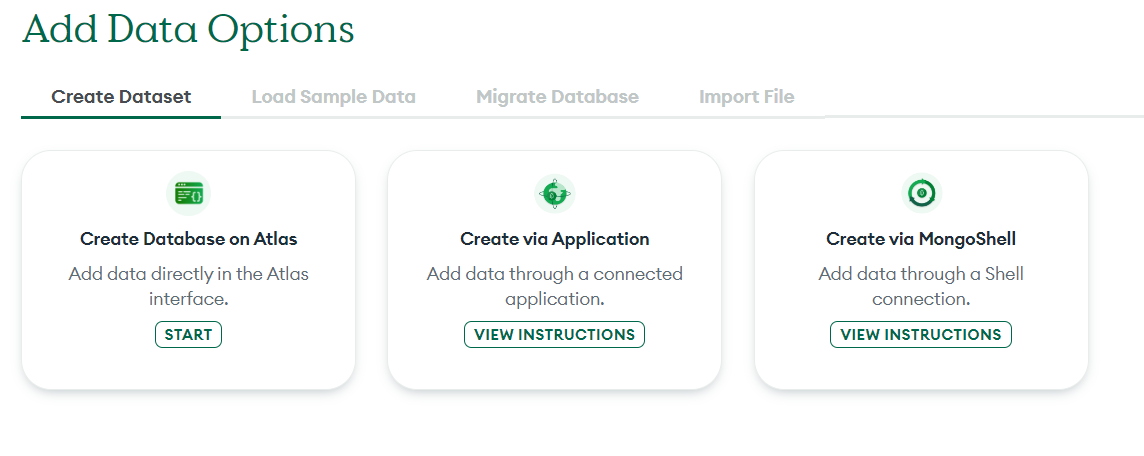 Add Data Options
Create Dataset
Load Sample Data
Migrate Database
Import File
Create Database on Atlas
Add data directly in the Atlas
interface.
START
Create via Application
Add data through a connected
application.
VIEW INSTRUCTIONS
Create via MongoShell
Add data through a Shell
connection.
VIEW INSTRUCTIONS